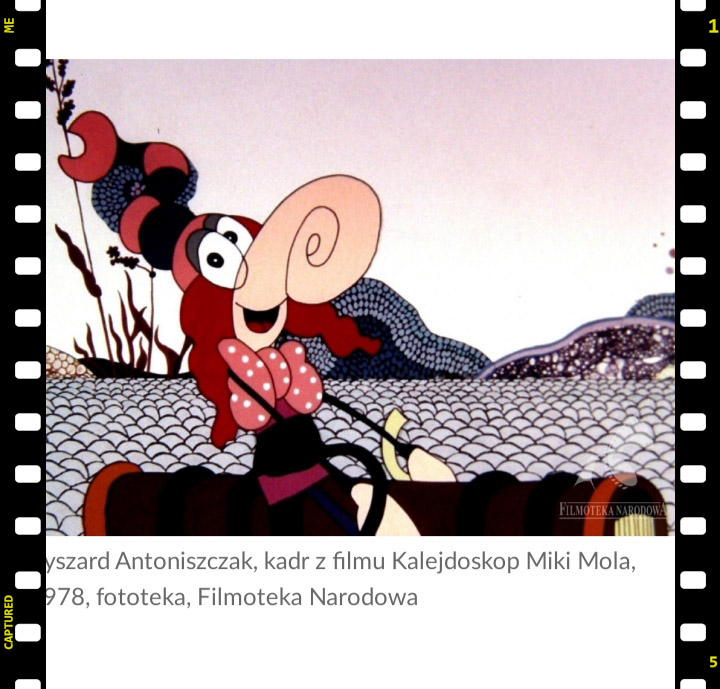 ME
1
FILMOTEKA NARODOWA
yszard Antoniszczak, kadr z filmu Kalejdoskop Miki Mola,
978, fototeka, Filmoteka Narodowa
CAPTURED
5